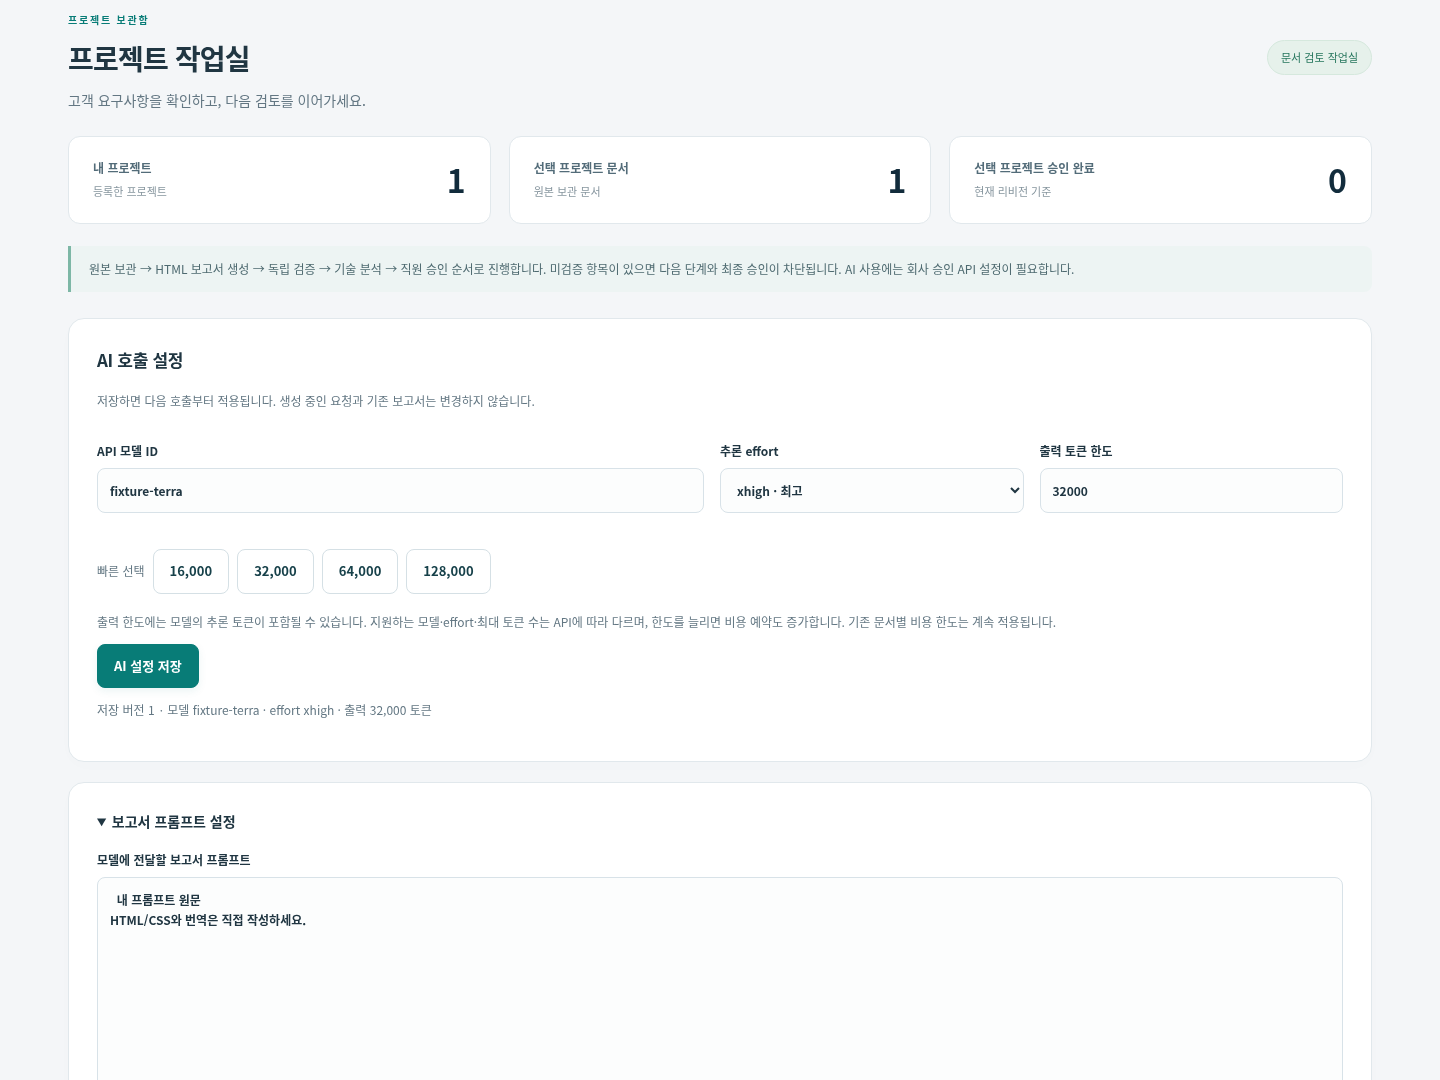 프로젝트 보관함
프로젝트 작업실
문서 검토 작업실
고객 요구사항을 확인하고, 다음 검토를 이어가세요.
내 프로젝트
등록한 프로젝트
1
선택 프로젝트 문서
원본 보관 문서
1
선택 프로젝트 승인 완료
현재 리비전 기준
0
원본 보관 → HTML 보고서 생성 → 독립 검증 → 기술 분석 → 직원 승인 순서로 진행합니다. 미검증 항목이 있으면 다음 단계와 최종 승인이 차단됩니다. AI 사용에는 회사 승인 API 설정이 필요합니다.
AI 호출 설정
저장하면 다음 호출부터 적용됩니다. 생성 중인 요청과 기존 보고서는 변경하지 않습니다.
API 모델 ID
추론 effort
출력 토큰 한도
fixture-terra
xhigh · 최고
32000
빠른 선택
16,000
32,000
64,000
128,000
출력 한도에는 모델의 추론 토큰이 포함될 수 있습니다. 지원하는 모델·effort·최대 토큰 수는 API에 따라 다르며, 한도를 늘리면 비용 예약도 증가합니다. 기존 문서별 비용 한도는 계속 적용됩니다.
AI 설정 저장
저장 버전 1 · 모델 fixture-terra · effort xhigh · 출력 32,000 토큰
▼ 보고서 프롬프트 설정
모델에 전달할 보고서 프롬프트
내 프롬프트 원문
HTML/CSS와 번역은 직접 작성하세요.